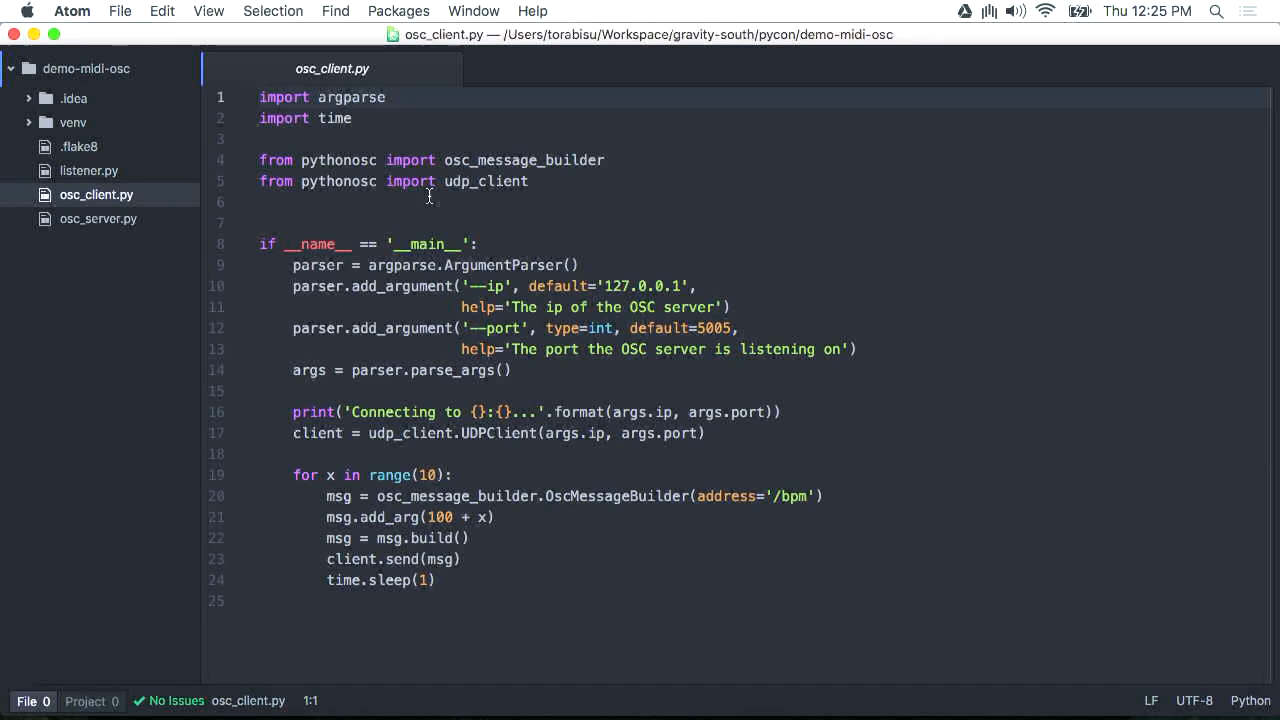 Atom File Edit View Selection Find Packages Window Help Thu 12:25 PM
osc_client.py — /Users/torabisu/Workspace/gravity-south/pycon/demo-midi-osc
demo-midi-osc
.idea
venv
.flake8
listener.py
osc_client.py
osc_server.py
osc_client.py
1 import argparse
2 import time
3
4 from pythonosc import osc_message_builder
5 from pythonosc import udp_client
6
7
8 if __name__ == '__main__':
9     parser = argparse.ArgumentParser()
10     parser.add_argument('--ip', default='127.0.0.1',
11                         help='The ip of the OSC server')
12     parser.add_argument('--port', type=int, default=5005,
13                         help='The port the OSC server is listening on')
14     args = parser.parse_args()
15
16     print('Connecting to {}:{}...'.format(args.ip, args.port))
17     client = udp_client.UDPClient(args.ip, args.port)
18
19     for x in range(10):
20         msg = osc_message_builder.OscMessageBuilder(address='/bpm')
21         msg.add_arg(100 + x)
22         msg = msg.build()
23         client.send(msg)
24         time.sleep(1)
25
File 0 Project 0 No Issues osc_client.py 1:1 LF UTF-8 Python